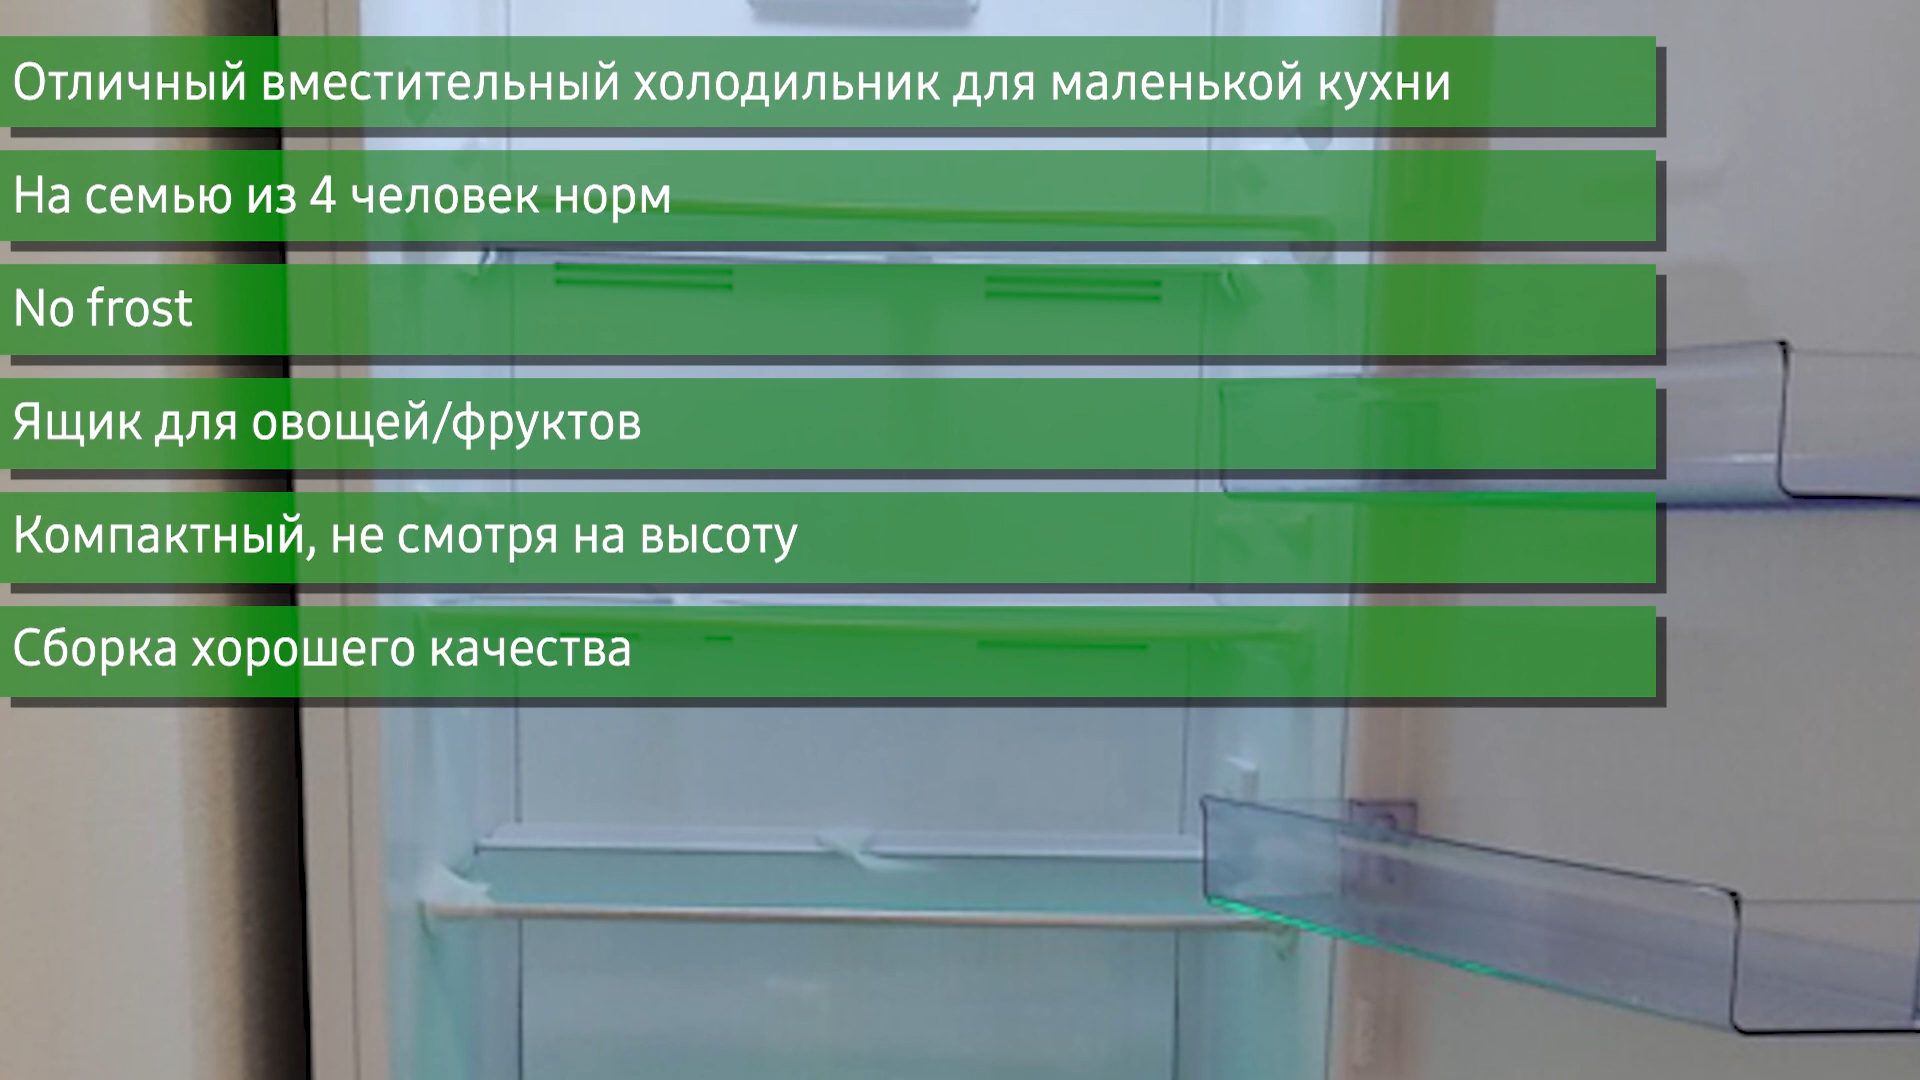 Отличный вместительный холодильник для маленькой кухни
На семью из 4 человек норм
No frost
Ящик для овощей/фруктов
Компактный, не смотря на высоту
Сборка хорошего качества